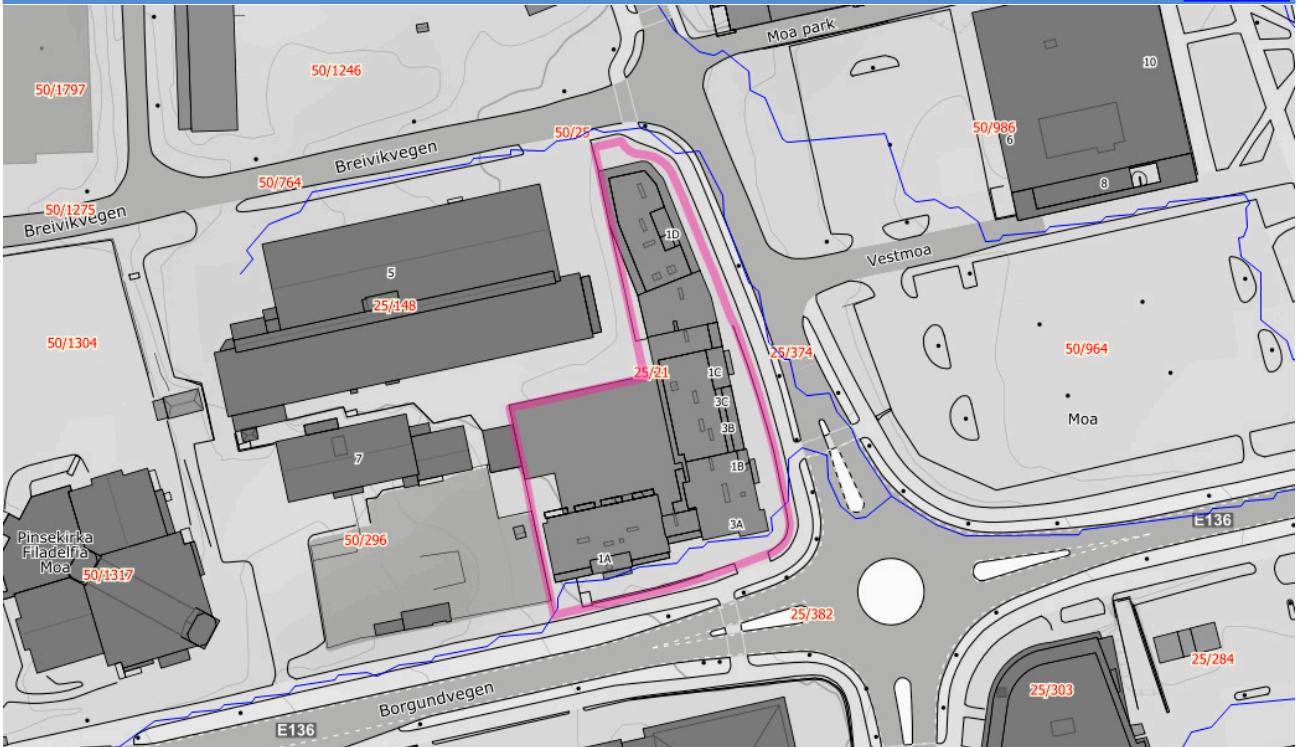 Moa park
10
50/1246
50/1797
50/25
50/986
6
Breivikvegen
50/764
8
50/1275
Breivikvegen
1D
Vestmoa
5
25/148
50/1304
25/374
50/964
25/21
1C
3C
Moa
3B
7
1B
3A
E136
Pinsekirka
Filadelfia
Moa
50/296
1A
50/1317
25/382
25/284
25/303
Borgundvegen
E136